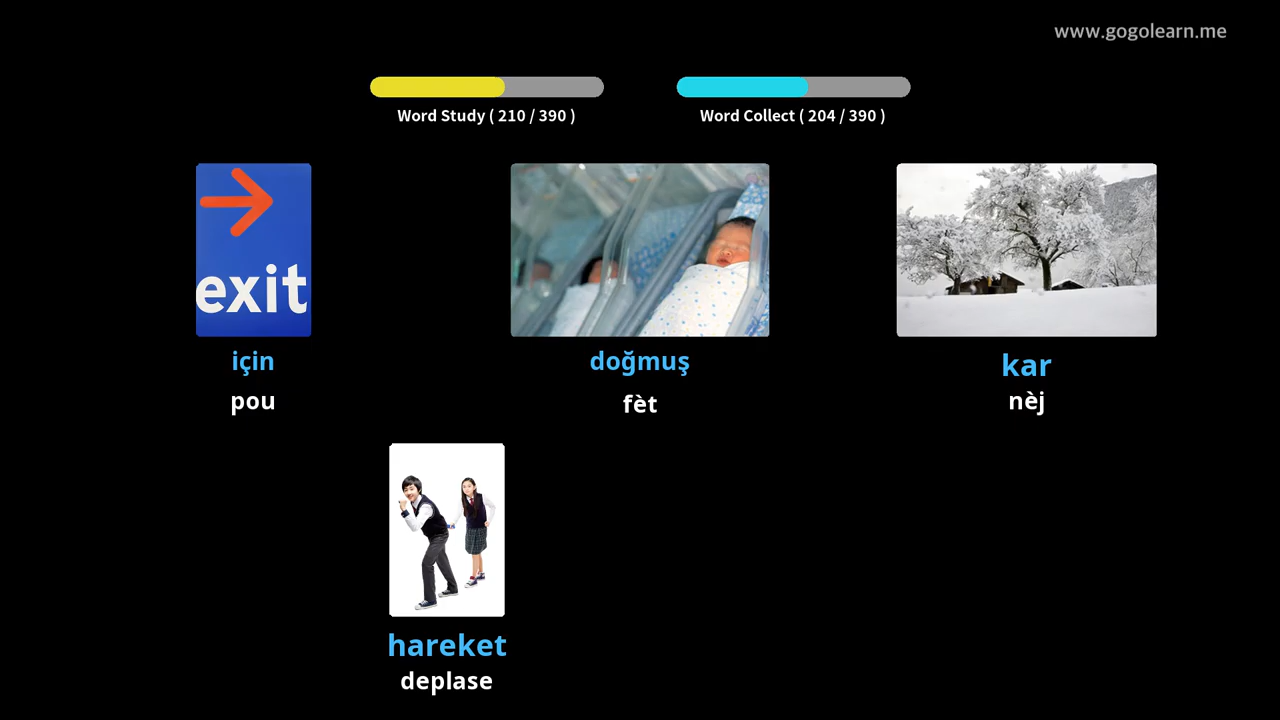 www.gogolearn.me
Word Study ( 210 / 390 )
Word Collect ( 204 / 390 )
exit
için
pou
doğmuş
fèt
kar
nèj
hareket
deplase